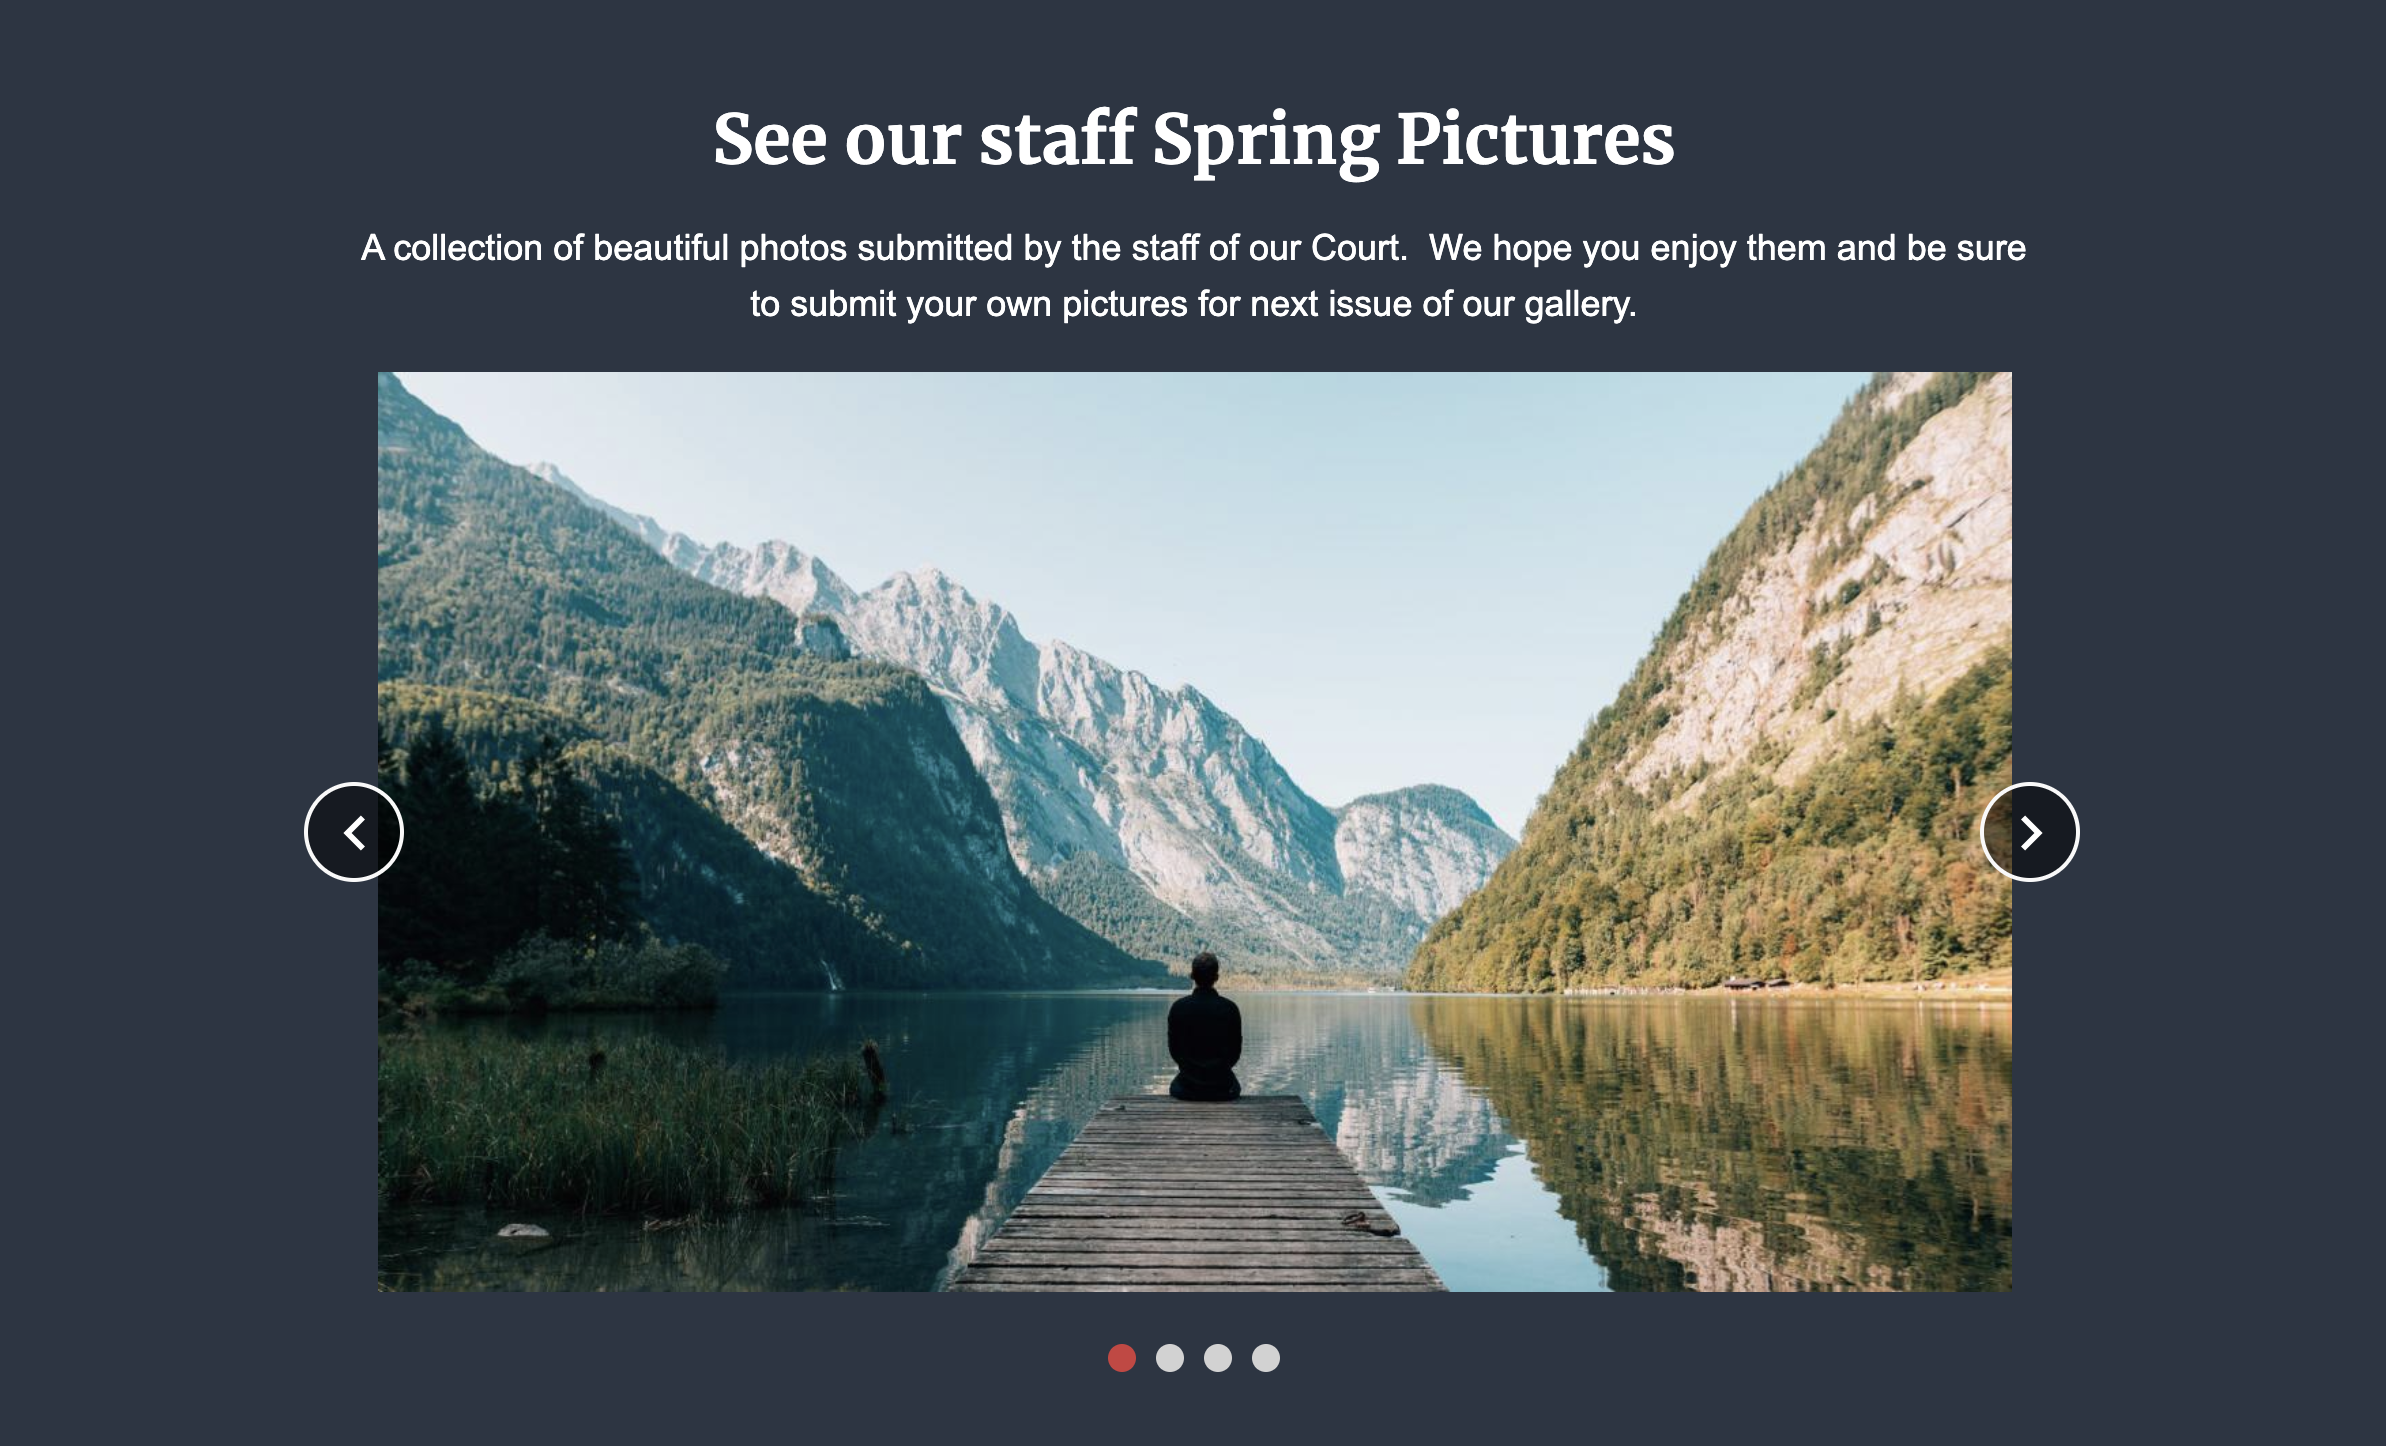 See our staff Spring Pictures
A collection of beautiful photos submitted by the staff of our Court.  We hope you enjoy them and be sure
to submit your own pictures for next issue of our gallery.